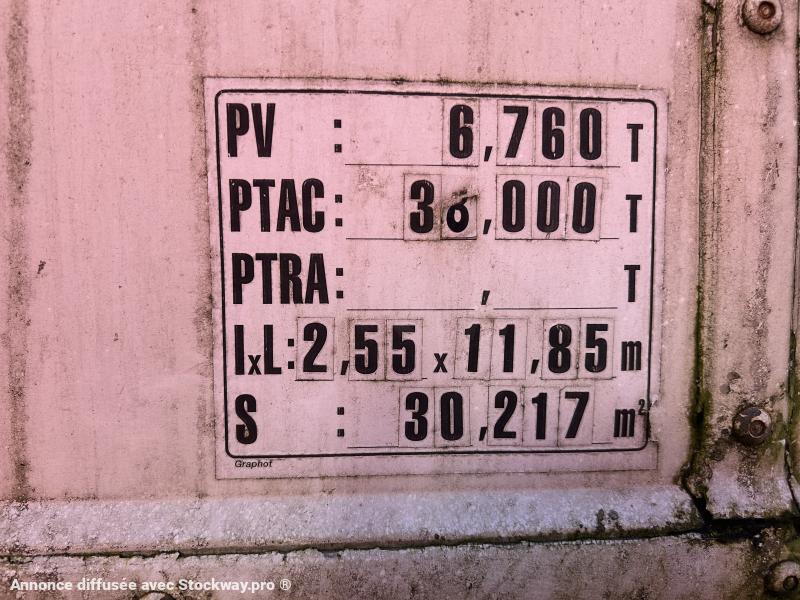 PV : 6,760 T
PTAC: 38,000 T
PTRA: , T
lxL: 2,55 x 11,85 m
S : 30,217 m²
Graphot
Annonce diffusée avec Stockway.pro ®